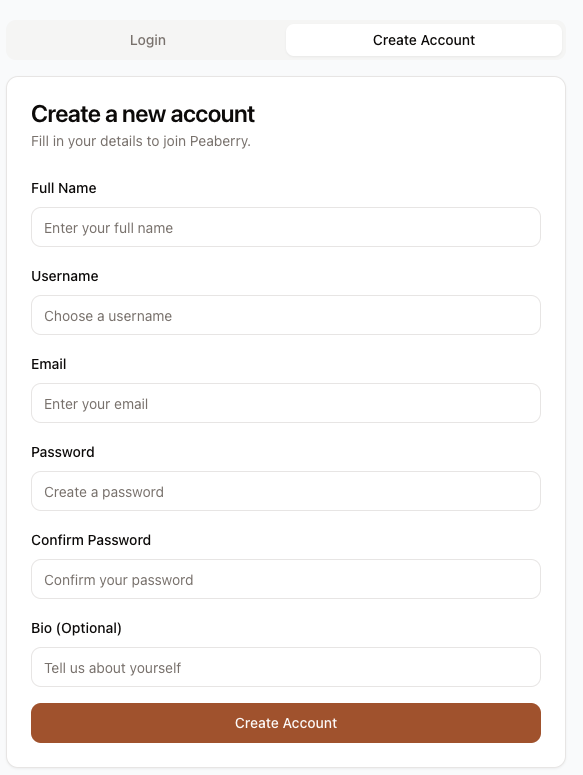 Login
Create Account
Create a new account
Fill in your details to join Peaberry.
Full Name
Enter your full name
Username
Choose a username
Email
Enter your email
Password
Create a password
Confirm Password
Confirm your password
Bio (Optional)
Tell us about yourself
Create Account